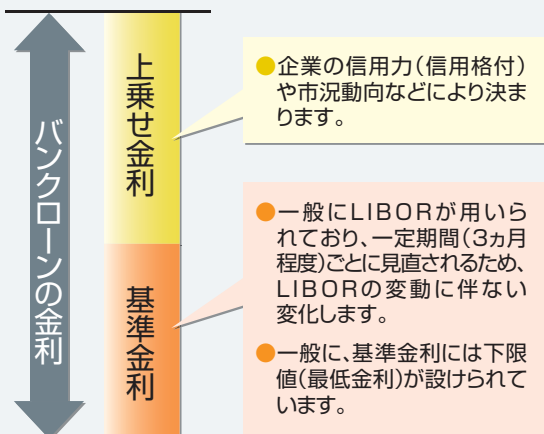 バンクローンの金利
上乗せ金利
●企業の信用力(信用格付)
や市況動向などにより決ま
ります。
基準金利
●一般にLIBORが用いら
れており、一定期間(3ヵ月
程度)ごとに見直されるため、
LIBORの変動に伴ない
変化します。
●一般に、基準金利には下限
値(最低金利)が設けられて
います。